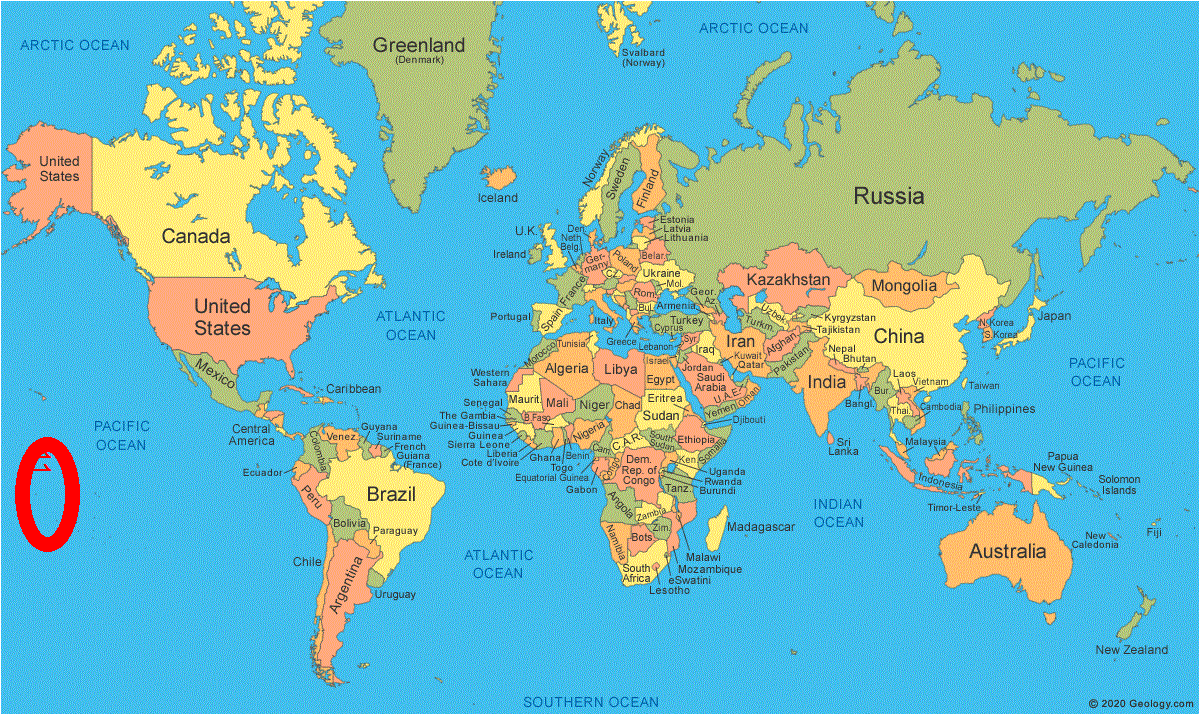 ARCTIC OCEAN
Greenland
(Denmark)
Svalbard
(Norway)
ARCTIC OCEAN
United
States
Canada
Iceland
Norway
Sweden
Finland
Russia
Estonia
Latvia
Lithuania
U.K.
Ireland
Den.
Neth.
Belg.
Ger-
many
Poland
Belar.
Ukraine
Mol.
Cz.
France
Rom.
Bul.
Spain
Portugal
Italy
Greece
Turkey
Cyprus
Lebanon
Israel
Syr.
Iraq
Jordan
Geor.
Az.
Armenia
Kazakhstan
Uzbek.
Turkm.
Kyrgyzstan
Tajikistan
Mongolia
China
N.Korea
S.Korea
Japan
Iran
Afghan.
Pakistan
Nepal
Bhutan
India
Bangl.
Bur.
Laos
Vietnam
Thai.
Cambodia
Taiwan
Philippines
Sri
Lanka
Malaysia
Indonesia
Timor-Leste
Papua
New Guinea
Solomon
Islands
Fiji
New
Caledonia
Australia
New Zealand
United
States
Mexico
ATLANTIC
OCEAN
Caribbean
Central
America
PACIFIC
OCEAN
Venez.
Colombia
Guyana
Suriname
French
Guiana
(France)
Ecuador
Peru
Brazil
Bolivia
Paraguay
Chile
Argentina
Uruguay
Western
Sahara
Morocco
Tunisia
Algeria
Libya
Egypt
Maurit.
Mali
Niger
Chad
Eritrea
Sudan
Senegal
The Gambia
Guinea-Bissau
Guinea
Sierra Leone
Liberia
Cote d'Ivoire
B.Faso
Ghana
Togo
Benin
Nigeria
Cam.
Equatorial Guinea
Gabon
Congo
C.A.R.
South
Sudan
Ethiopia
Somalia
Djibouti
Kuwait
Qatar
Saudi
Arabia
U.A.E.
Oman
Yemen
Dem.
Rep. of
Congo
Ken.
Uganda
Rwanda
Burundi
Tanz.
Angola
Zambia
Zim.
Namibia
Bots.
South
Africa
Malawi
Mozambique
eSwatini
Lesotho
Madagascar
INDIAN
OCEAN
PACIFIC
OCEAN
ATLANTIC
OCEAN
SOUTHERN OCEAN
© 2020 Geology.com